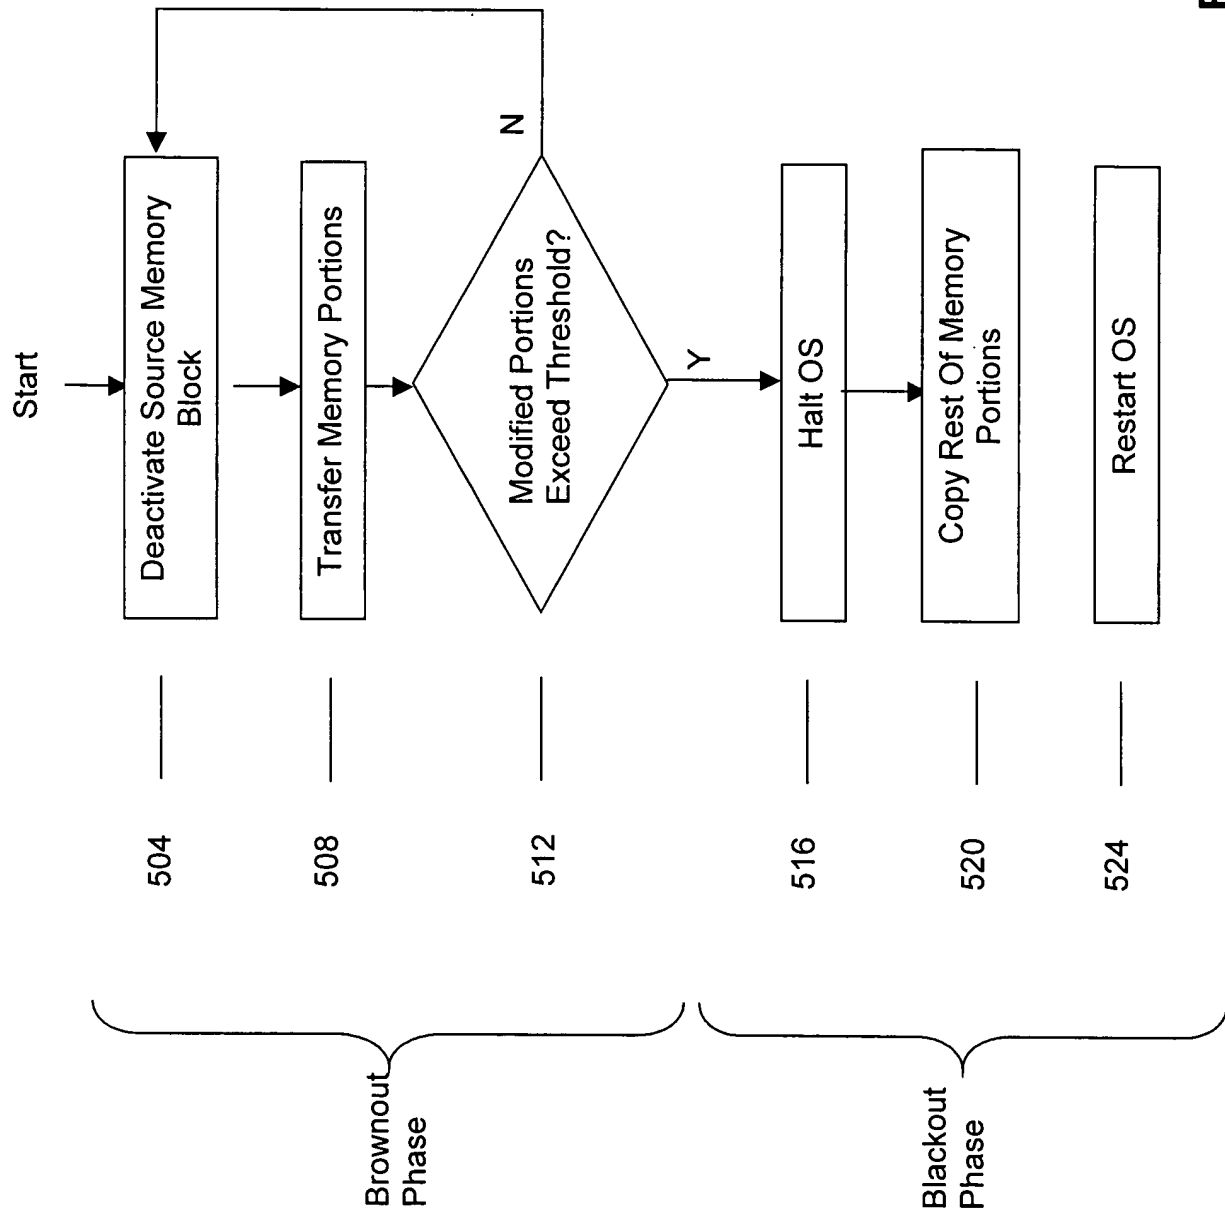 Start
504
Deactivate Source Memory
Block
508
Transfer Memory Portions
512
Modified Portions
Exceed Threshold?
N
Y
Brownout
Phase
516
Halt OS
520
Copy Rest Of Memory
Portions
524
Restart OS
Blackout
Phase